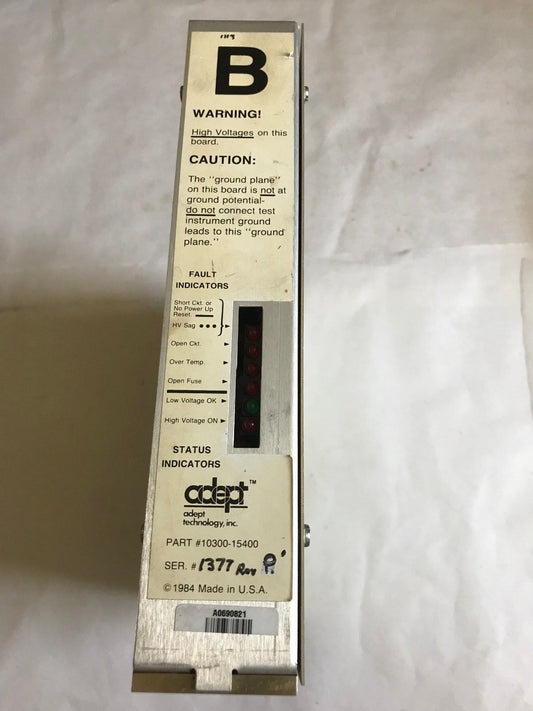 B
WARNING!
High Voltages on this
board.
CAUTION:
The "ground plane"
on this board is not at
ground potential-
do not connect test
instrument ground
leads to this "ground
plane."
FAULT
INDICATORS
Short Ckt. or
No Power Up
Reset.
HV Sag
Open Ckt.
Over Temp.
Open Fuse
Low Voltage OK
High Voltage ON
STATUS
INDICATORS
adept™
adept
technology, inc.
PART #10300-15400
SER. # 1377 Rev P.
©1984 Made in U.S.A.
A0690821